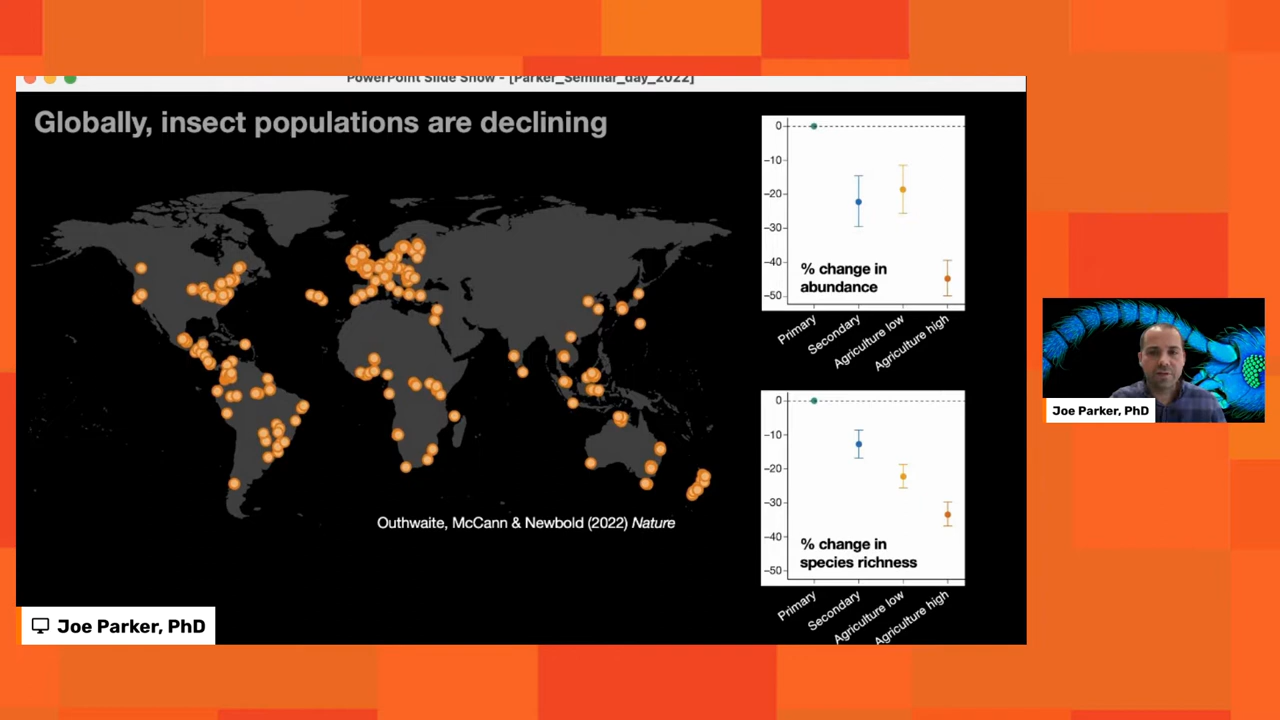 PowerPoint Slide Show - [Parker_Seminar_day_2022]
Globally, insect populations are declining
0
-10
-20
-30
-40
-50
% change in
abundance
Primary
Secondary
Agriculture low
Agriculture high
0
-10
-20
-30
-40
-50
% change in
species richness
Primary
Secondary
Agriculture low
Agriculture high
Outhwaite, McCann & Newbold (2022) Nature
Joe Parker, PhD
Joe Parker, PhD